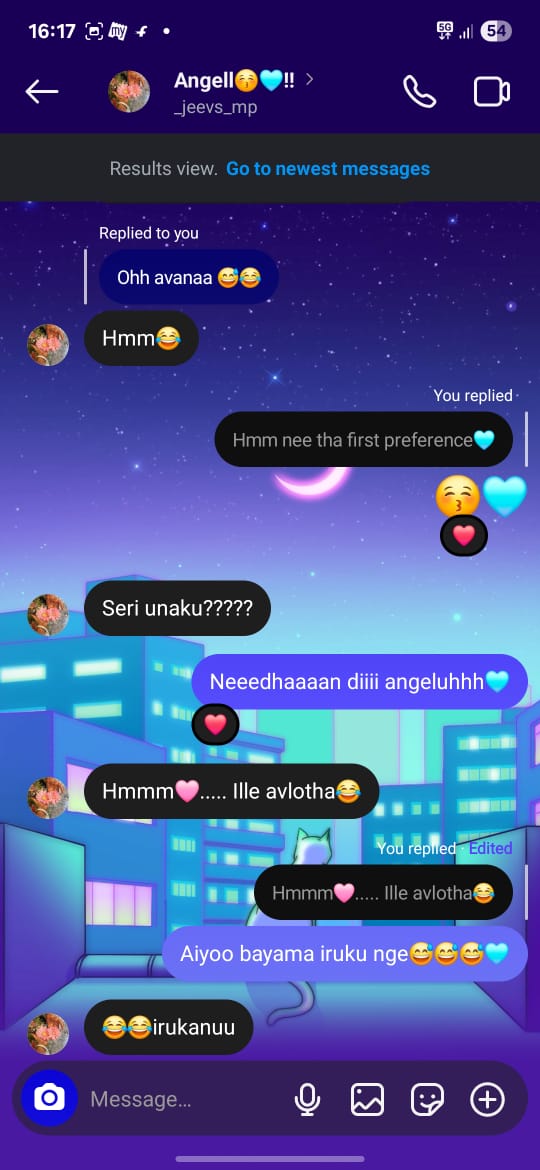 16:17
5G 54
Angell😚🩵!!
_jeevs_mp
Results view. Go to newest messages
Replied to you
Ohh avanaa 😅😂
Hmm😂
You replied
Hmm nee tha first preference🩵
😚🩵
❤️
Seri unaku?????
Neeedhaaaan diiii angeluhhh🩵
❤️
Hmmm🩷..... Ille avlotha😂
You replied · Edited
Hmmm🩷..... Ille avlotha😂
Aiyoo bayama iruku nge😅😅😅🩵
😂😂irukanuu
Message...